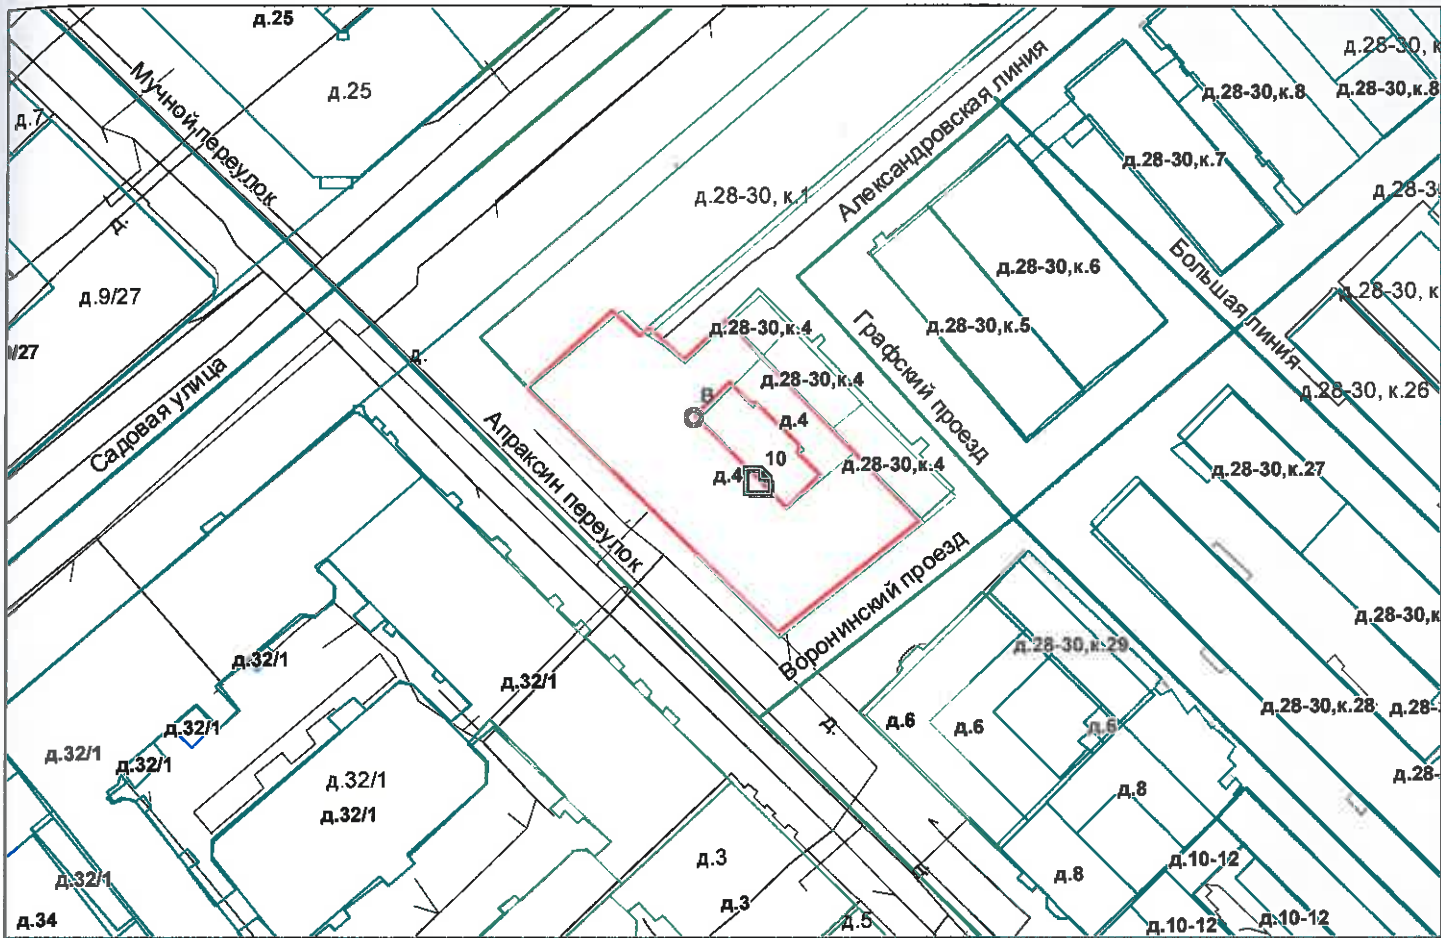 д.25
д.25
Мучной переулок
д.7
д.
д.9/27
/27
Садовая улица
д.
д.28-30, к.1
Александровская линия
д.28-30, к
д.28-30,к.8
д.28-30,к.8
д.28-30,к.7
д.28-30,к.6
д.28-30,к.5
Большая линия
д.28-30, к
д.28-30, к.26
Графский проезд
д.28-30,к.4
д.28-30,к.4
д.28-30,к.4
В
д.4
10
д.4
Апраксин переулок
Воронинский проезд
д.28-30,к.27
д.28-30,к
д.28-30,к.29
д.28-30,к.28
д.28-
д.28-
д.6
д.6
д.6
д.8
д.8
д.10-12
д.10-12
д.10-12
д.
д.
д.32/1
д.32/1
д.32/1
д.32/1
д.32/1
д.32/1
д.32/1
д.32/1
д.34
д.3
д.3
д.5